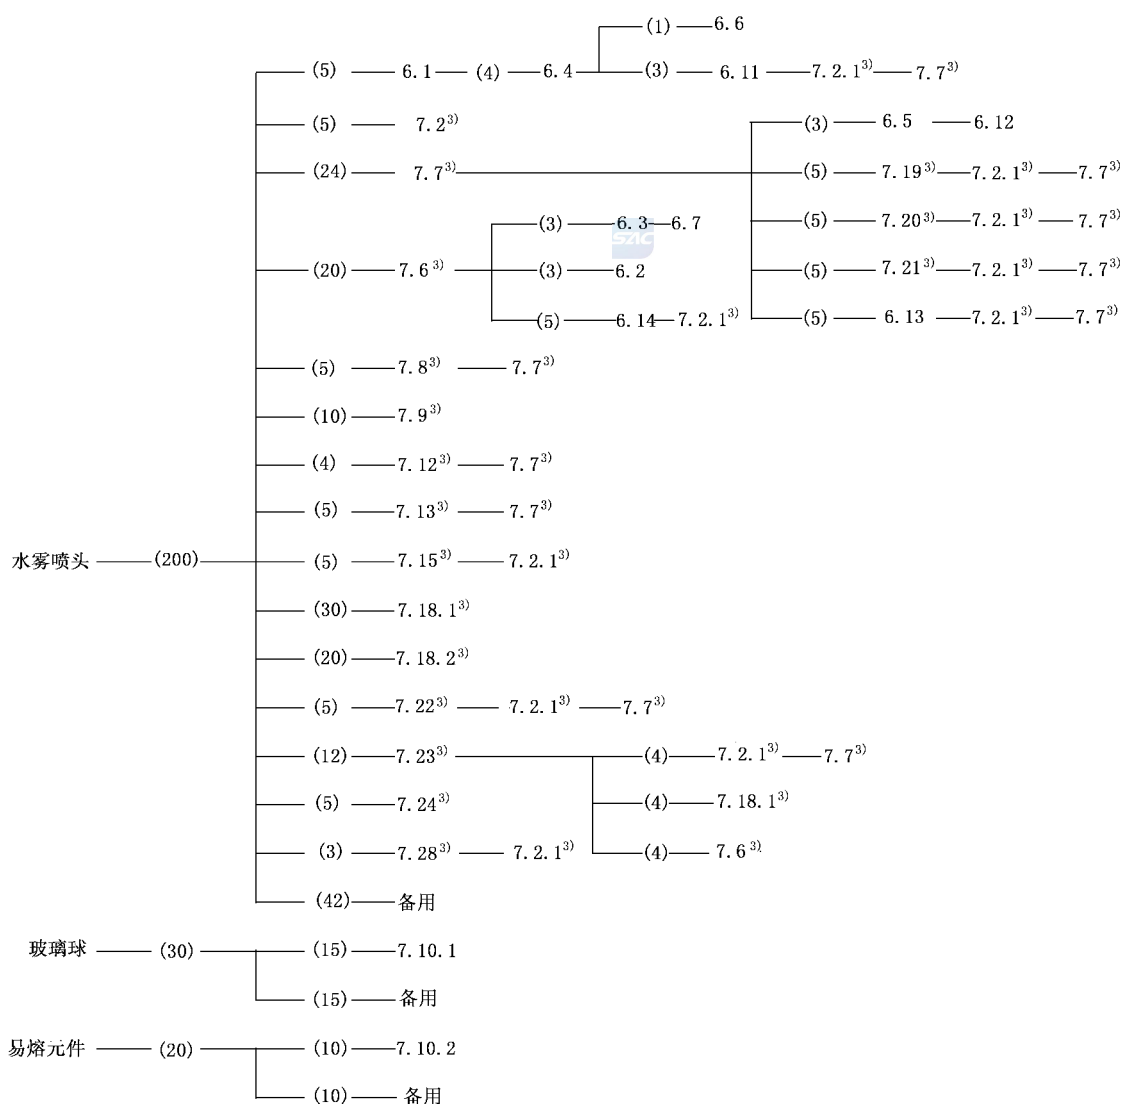 (1) 6.6
(5) 6.1 (4) 6.4 (3) 6.11 7.2.1³⁾ 7.7³⁾
(5) 7.2³⁾ (3) 6.5 6.12
(24) 7.7³⁾ (5) 7.19³⁾ 7.2.1³⁾ 7.7³⁾
(3) 6.3 6.7 (5) 7.20³⁾ 7.2.1³⁾ 7.7³⁾
SAC
(20) 7.6³⁾ (3) 6.2 (5) 7.21³⁾ 7.2.1³⁾ 7.7³⁾
(5) 6.14 7.2.1³⁾ (5) 6.13 7.2.1³⁾ 7.7³⁾
(5) 7.8³⁾ 7.7³⁾
(10) 7.9³⁾
(4) 7.12³⁾ 7.7³⁾
(5) 7.13³⁾ 7.7³⁾
水雾喷头 (200) (5) 7.15³⁾ 7.2.1³⁾
(30) 7.18.1³⁾
(20) 7.18.2³⁾
(5) 7.22³⁾ 7.2.1³⁾ 7.7³⁾
(12) 7.23³⁾ (4) 7.2.1³⁾ 7.7³⁾
(5) 7.24³⁾ (4) 7.18.1³⁾
(3) 7.28³⁾ 7.2.1³⁾ (4) 7.6³⁾
(42) 备用
玻璃球 (30) (15) 7.10.1
(15) 备用
易熔元件 (20) (10) 7.10.2
(10) 备用